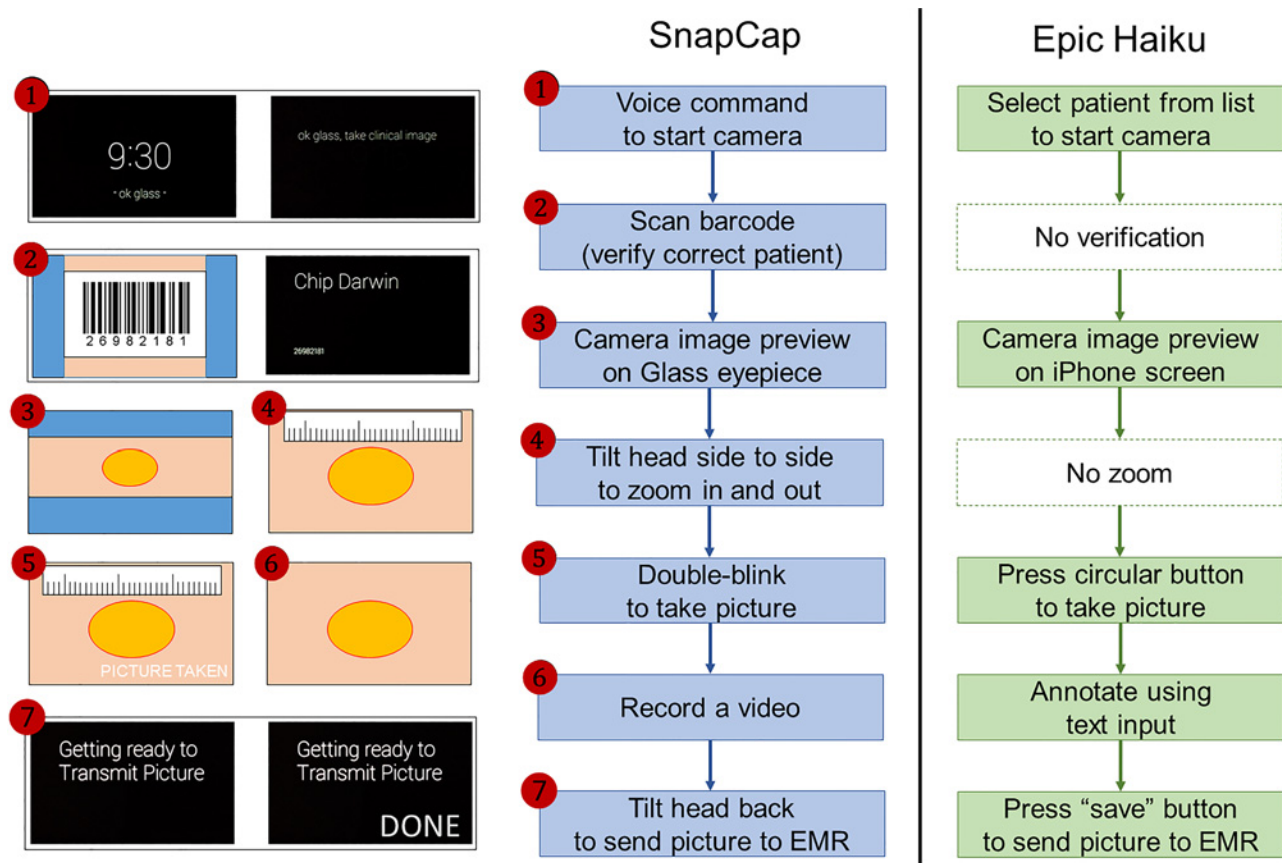 SnapCap
Epic Haiku
1
9:30
- ok glass -
ok glass, take clinical image
2
26982181
Chip Darwin
26982181
3
4
5
PICTURE TAKEN
6
7
Getting ready to
Transmit Picture
Getting ready to
Transmit Picture
DONE
1
Voice command
to start camera
2
Scan barcode
(verify correct patient)
3
Camera image preview
on Glass eyepiece
4
Tilt head side to side
to zoom in and out
5
Double-blink
to take picture
6
Record a video
7
Tilt head back
to send picture to EMR
Select patient from list
to start camera
No verification
Camera image preview
on iPhone screen
No zoom
Press circular button
to take picture
Annotate using
text input
Press “save” button
to send picture to EMR